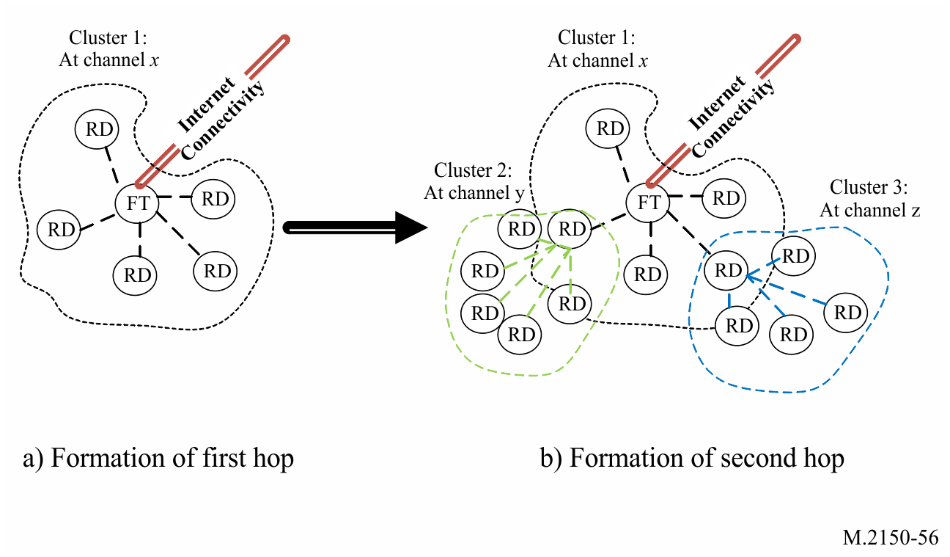 Cluster 1:
At channel x
Internet
Connectivity
RD
FT
RD
RD
RD
RD
a) Formation of first hop
Cluster 1:
At channel x
Internet
Connectivity
Cluster 2:
At channel y
Cluster 3:
At channel z
RD
FT
RD
RD
RD
RD
RD
RD
RD
RD
RD
RD
RD
RD
RD
RD
b) Formation of second hop
M.2150-56